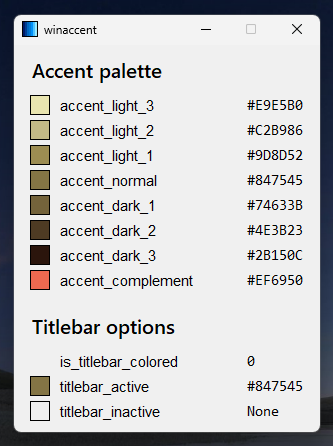 winaccent
Accent palette
accent_light_3 #E9E5B0
accent_light_2 #C2B986
accent_light_1 #9D8D52
accent_normal #847545
accent_dark_1 #74633B
accent_dark_2 #4E3B23
accent_dark_3 #2B150C
accent_complement #EF6950
Titlebar options
is_titlebar_colored 0
titlebar_active #847545
titlebar_inactive None